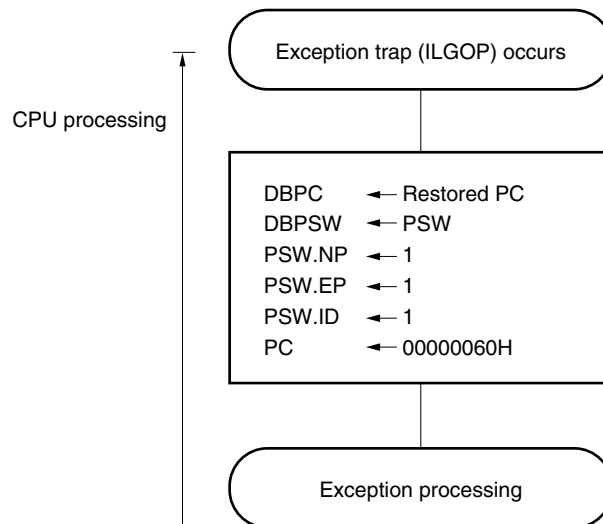 Exception trap (ILGOP) occurs
CPU processing
DBPC ← Restored PC
DBPSW ← PSW
PSW.NP ← 1
PSW.EP ← 1
PSW.ID ← 1
PC ← 00000060H
Exception processing